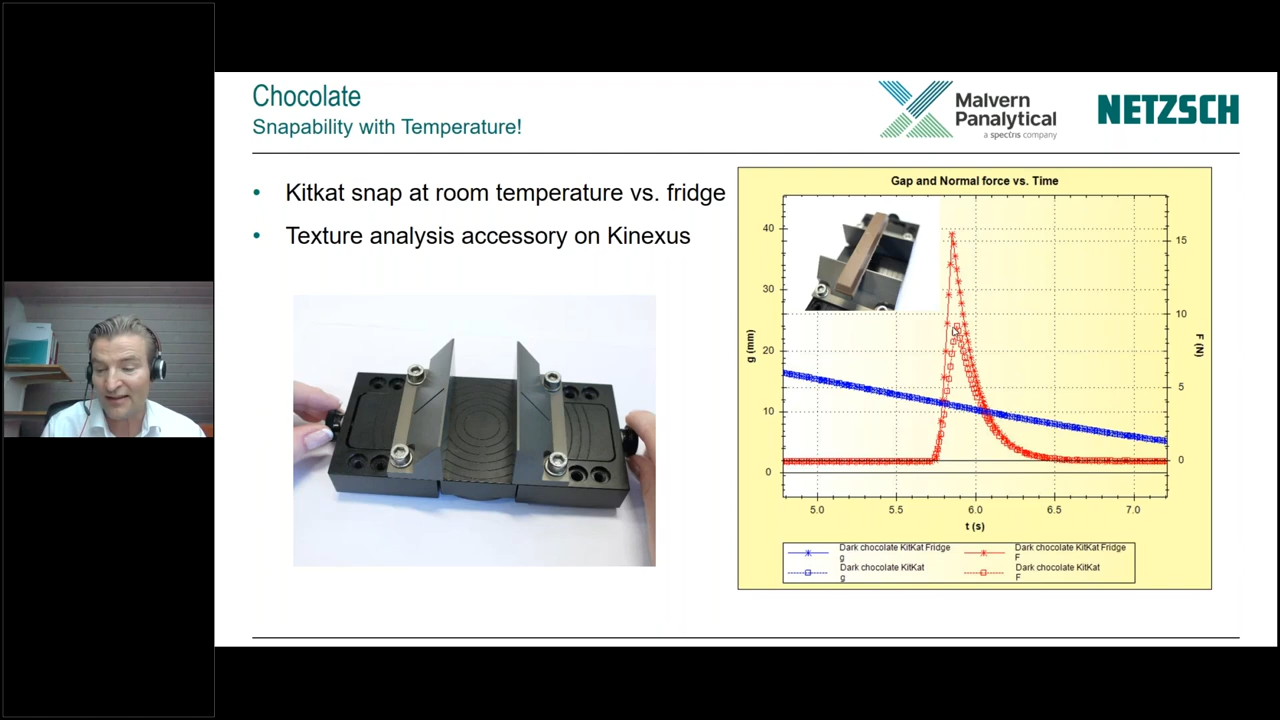 Chocolate
Snapability with Temperature!
Malvern
Panalytical
a spectris company
NETZSCH
• Kitkat snap at room temperature vs. fridge
• Texture analysis accessory on Kinexus
Gap and Normal force vs. Time
40
30
20
10
0
g (mm)
15
10
5
0
F (N)
5.0 5.5 6.0 6.5 7.0
t (s)
Dark chocolate KitKat Fridge
g
Dark chocolate KitKat Fridge
F
Dark chocolate KitKat
g
Dark chocolate KitKat
F